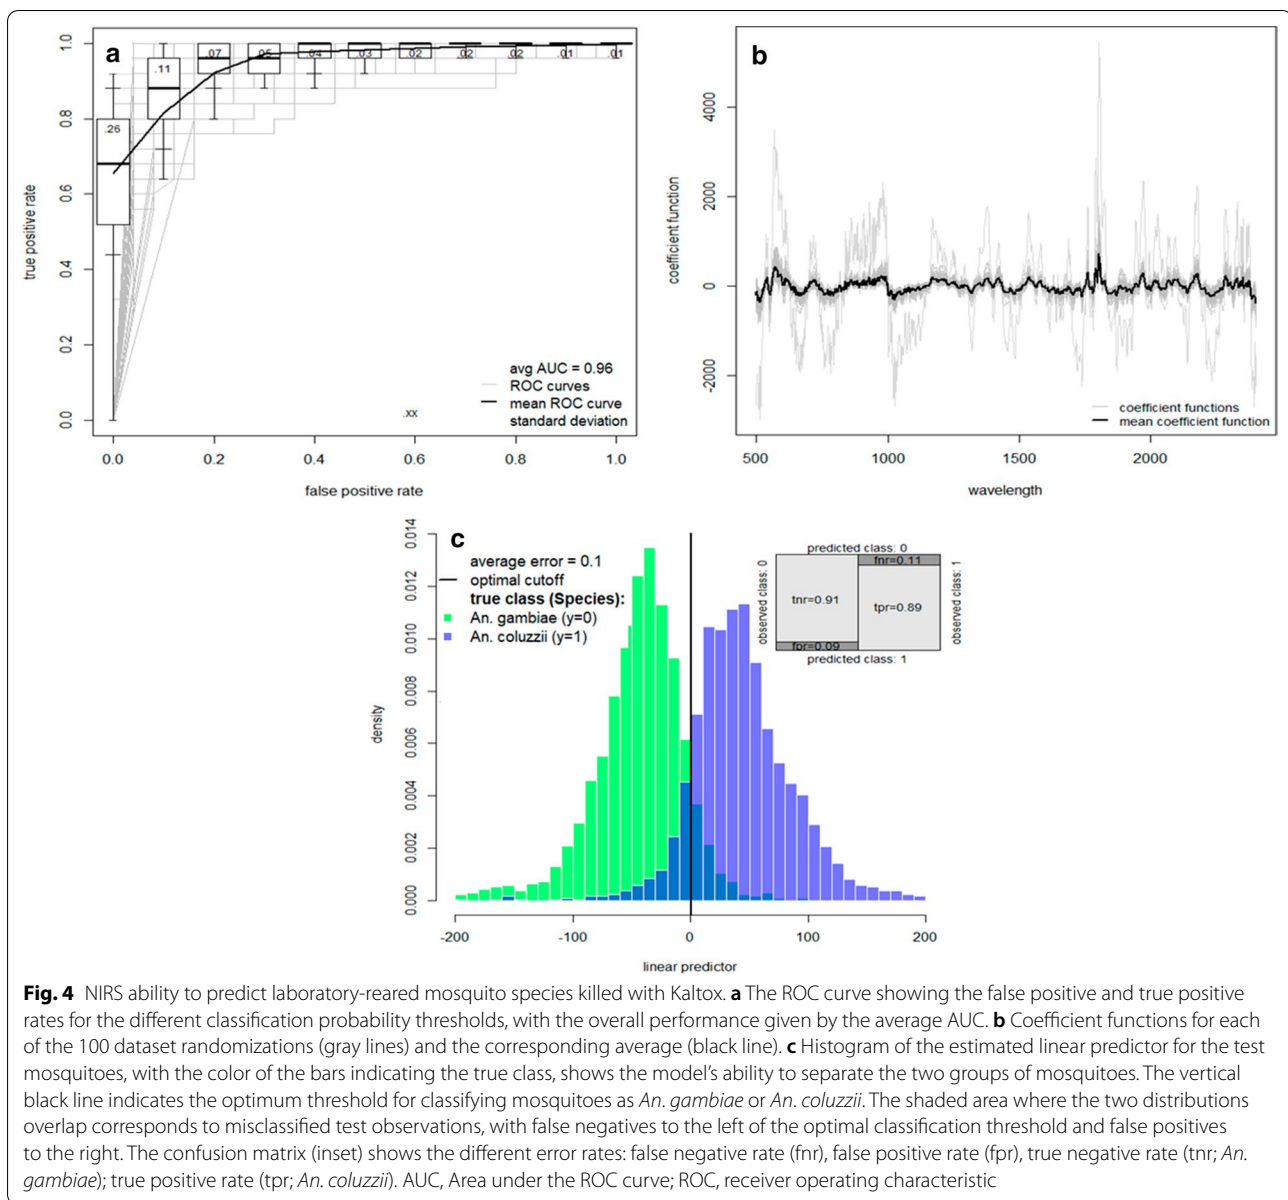 a
1.0
0.8
0.6
0.4
0.2
0.0
true positive rate
.26
.11
.07
.05
.04
.03
.02
.02
.02
.01
.01
avg AUC = 0.96
ROC curves
.xx
mean ROC curve
standard deviation
0.0 0.2 0.4 0.6 0.8 1.0
false positive rate
b
4000
2000
0
-2000
coefficient function
coefficient functions
mean coefficient function
500 1000 1500 2000
wavelength
c
0.014
0.012
0.010
0.008
0.006
0.004
0.002
0.000
density
average error = 0.1
optimal cutoff
true class (Species):
An. gambiae (y=0)
An. coluzzii (y=1)
predicted class: 0
observed class: 0
fnr=0.11
tnr=0.91
tpr=0.89
fpr=0.09
observed class: 1
predicted class: 1
-200 -100 0 100 200
linear predictor
Fig. 4 NIRS ability to predict laboratory-reared mosquito species killed with Kaltox. a The ROC curve showing the false positive and true positive
rates for the different classification probability thresholds, with the overall performance given by the average AUC. b Coefficient functions for each
of the 100 dataset randomizations (gray lines) and the corresponding average (black line). c Histogram of the estimated linear predictor for the test
mosquitoes, with the color of the bars indicating the true class, shows the model's ability to separate the two groups of mosquitoes. The vertical
black line indicates the optimum threshold for classifying mosquitoes as An. gambiae or An. coluzzii. The shaded area where the two distributions
overlap corresponds to misclassified test observations, with false negatives to the left of the optimal classification threshold and false positives
to the right. The confusion matrix (inset) shows the different error rates: false negative rate (fnr), false positive rate (fpr), true negative rate (tnr; An.
gambiae); true positive rate (tpr; An. coluzzii). AUC, Area under the ROC curve; ROC, receiver operating characteristic